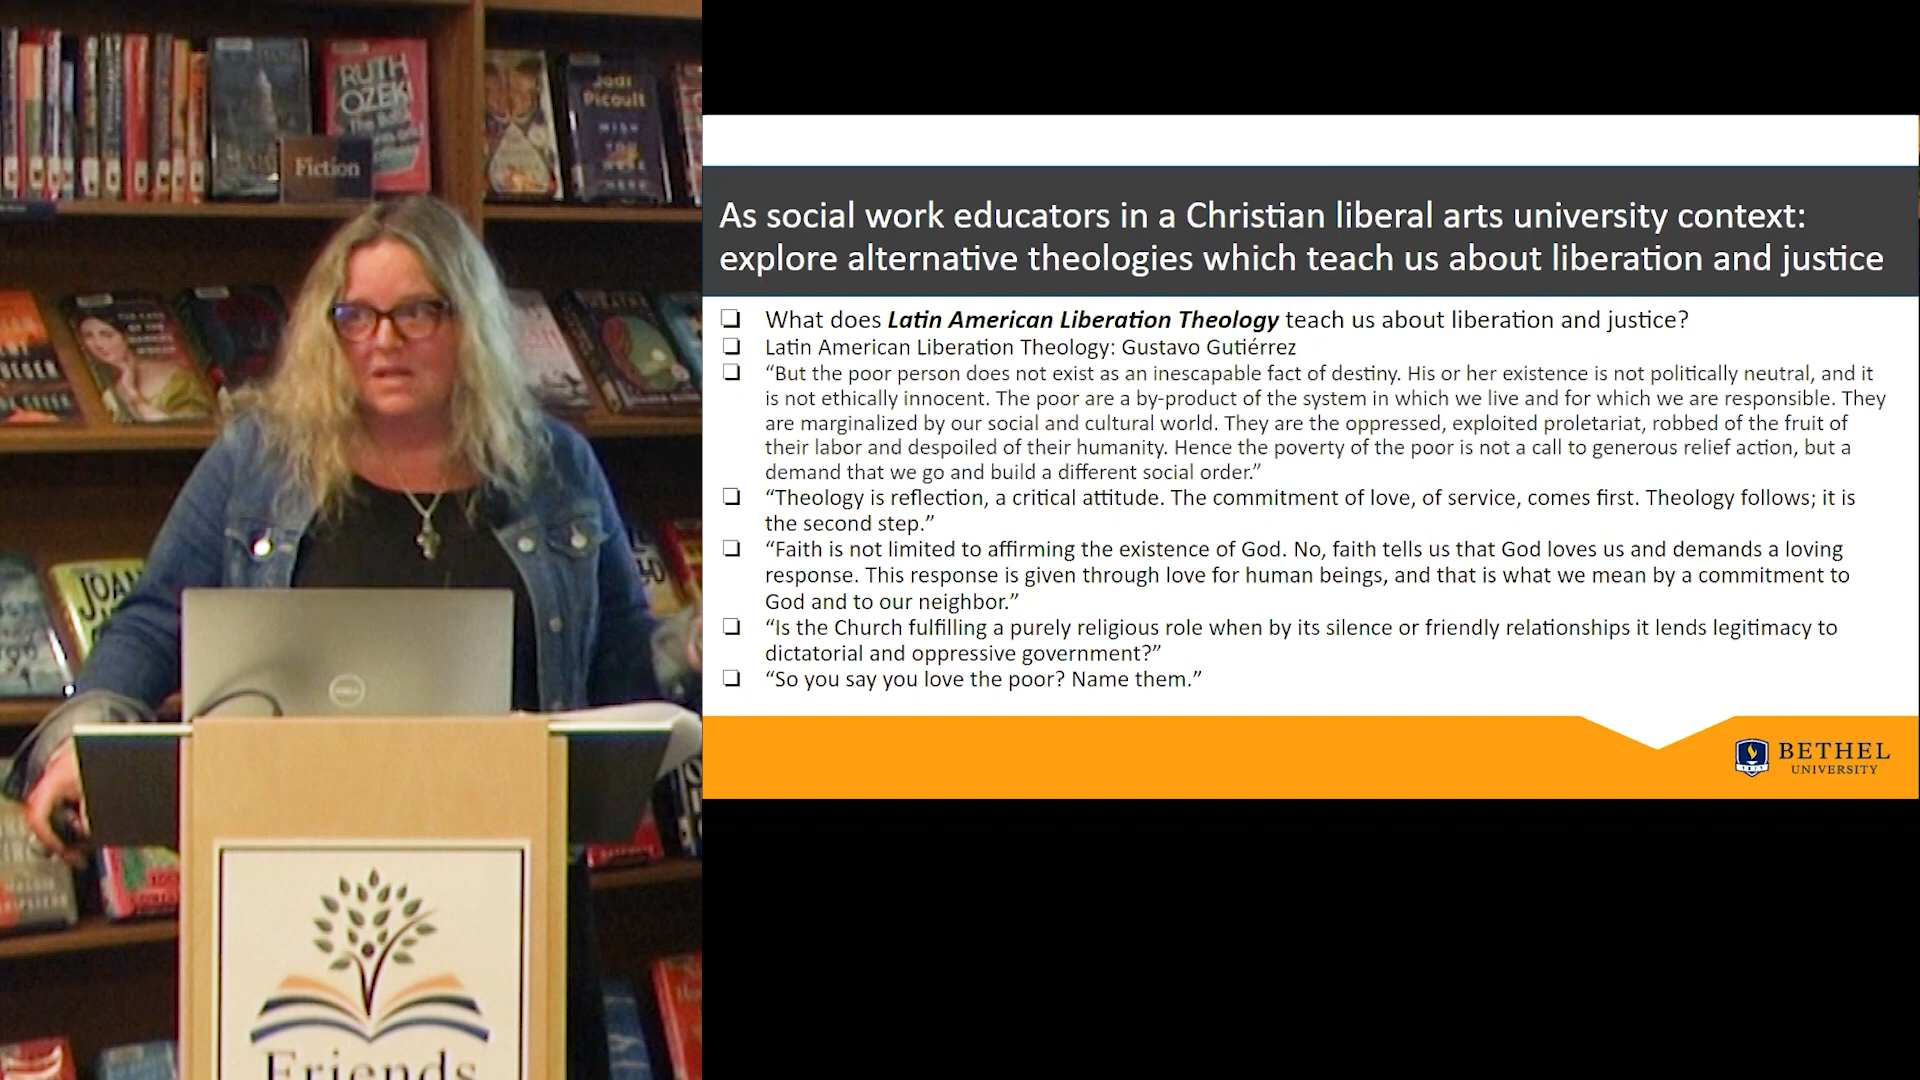 RUTH
OZEKI
Fiction
Jodi
Picoult
WISH
YOU
WERE
HERE
JOAN
DELL
Friends
As social work educators in a Christian liberal arts university context:
explore alternative theologies which teach us about liberation and justice
What does Latin American Liberation Theology teach us about liberation and justice?
Latin American Liberation Theology: Gustavo Gutiérrez
“But the poor person does not exist as an inescapable fact of destiny. His or her existence is not politically neutral, and it
is not ethically innocent. The poor are a by-product of the system in which we live and for which we are responsible. They
are marginalized by our social and cultural world. They are the oppressed, exploited proletariat, robbed of the fruit of
their labor and despoiled of their humanity. Hence the poverty of the poor is not a call to generous relief action, but a
demand that we go and build a different social order.”
“Theology is reflection, a critical attitude. The commitment of love, of service, comes first. Theology follows; it is
the second step.”
“Faith is not limited to affirming the existence of God. No, faith tells us that God loves us and demands a loving
response. This response is given through love for human beings, and that is what we mean by a commitment to
God and to our neighbor.”
“Is the Church fulfilling a purely religious role when by its silence or friendly relationships it lends legitimacy to
dictatorial and oppressive government?”
“So you say you love the poor? Name them.”
BETHEL
UNIVERSITY